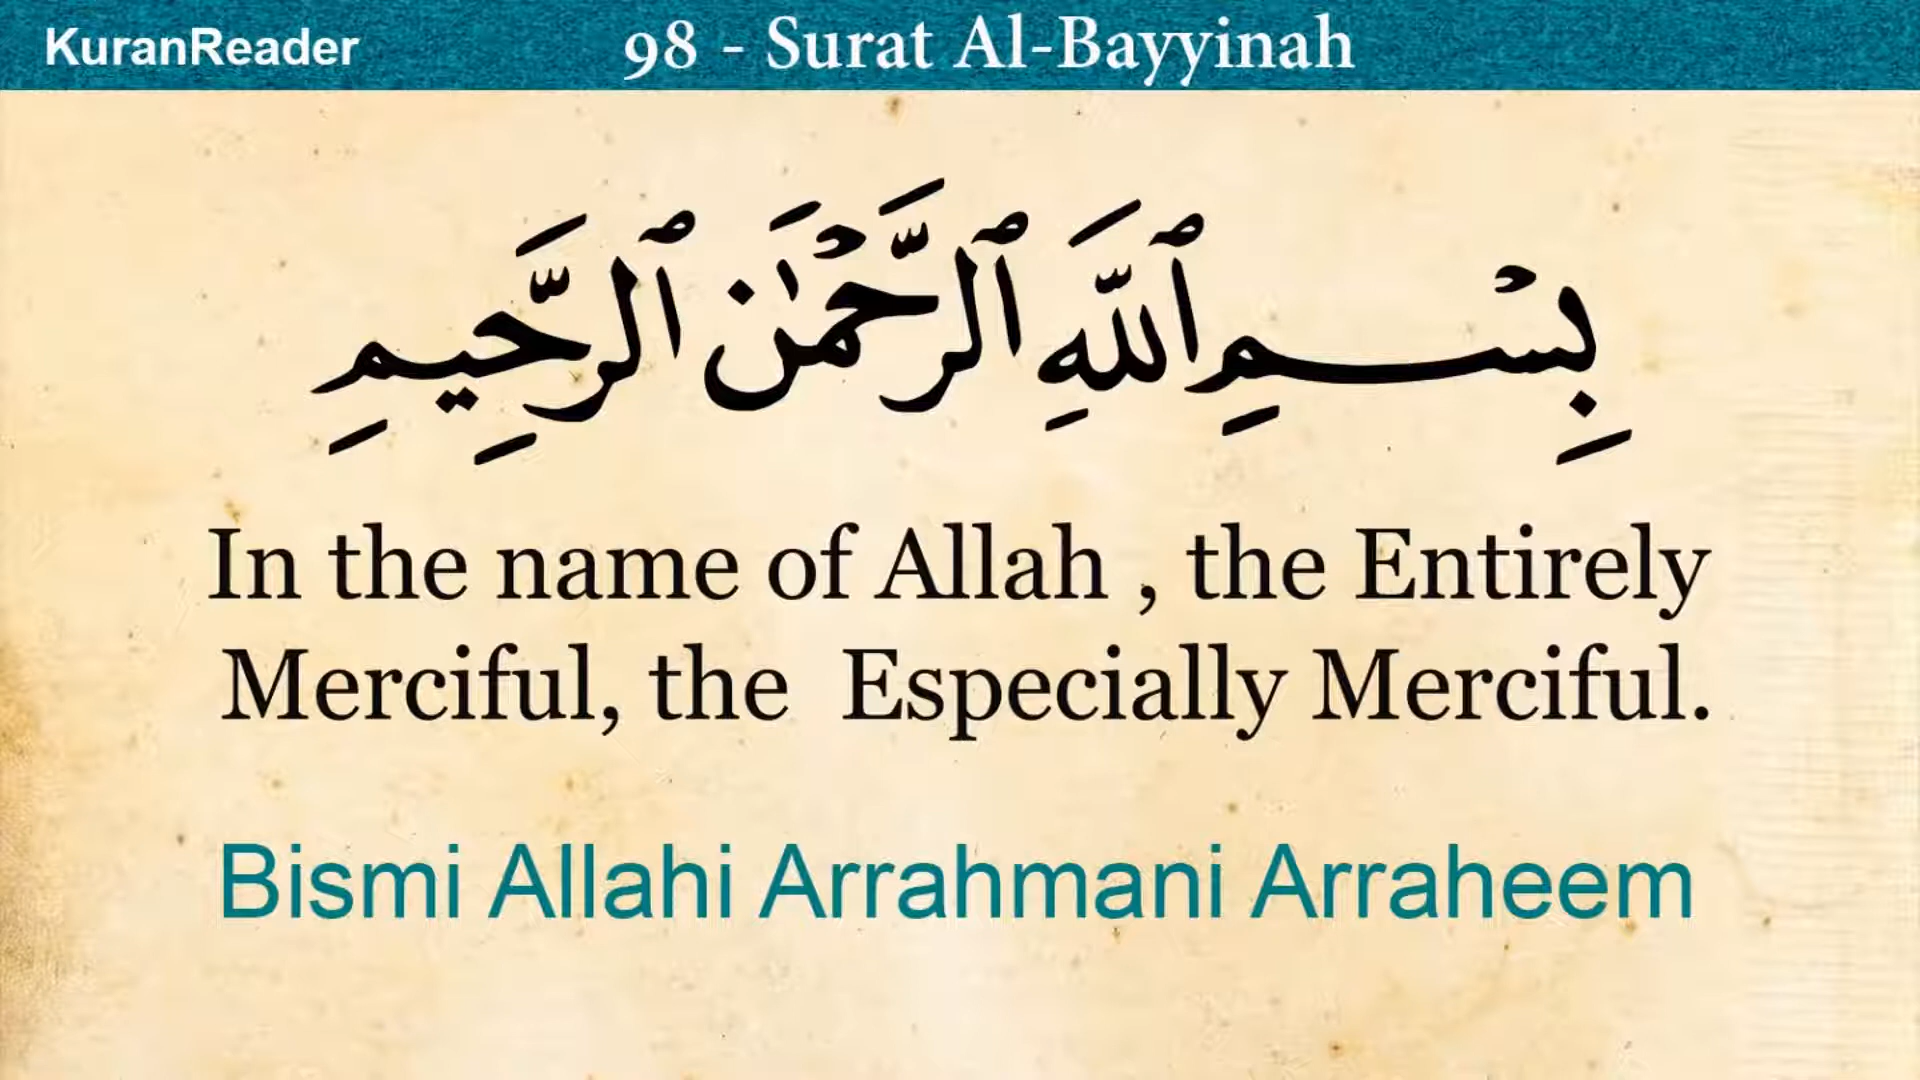 KuranReader
98 - Surat Al-Bayyinah
بِسْمِ ٱللَّهِ ٱلرَّحْمَٰنِ ٱلرَّحِيمِ
In the name of Allah , the Entirely
Merciful, the  Especially Merciful.
Bismi Allahi Arrahmani Arraheem